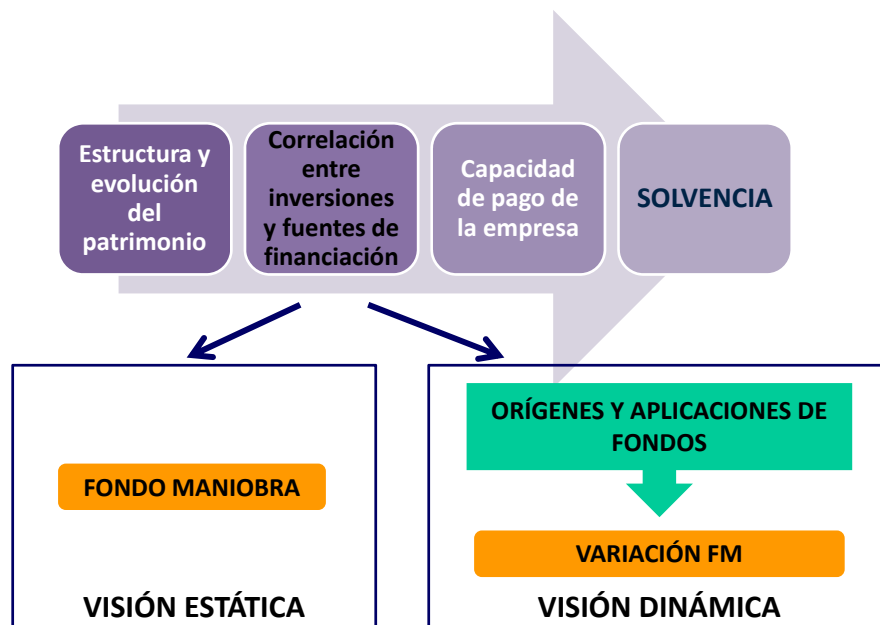 Estructura y
evolución
del
patrimonio
Correlación
entre
inversiones
y fuentes de
financiación
Capacidad
de pago de
la empresa
SOLVENCIA
FONDO MANIOBRA
VISIÓN ESTÁTICA
ORÍGENES Y APLICACIONES DE
FONDOS
VARIACIÓN FM
VISIÓN DINÁMICA